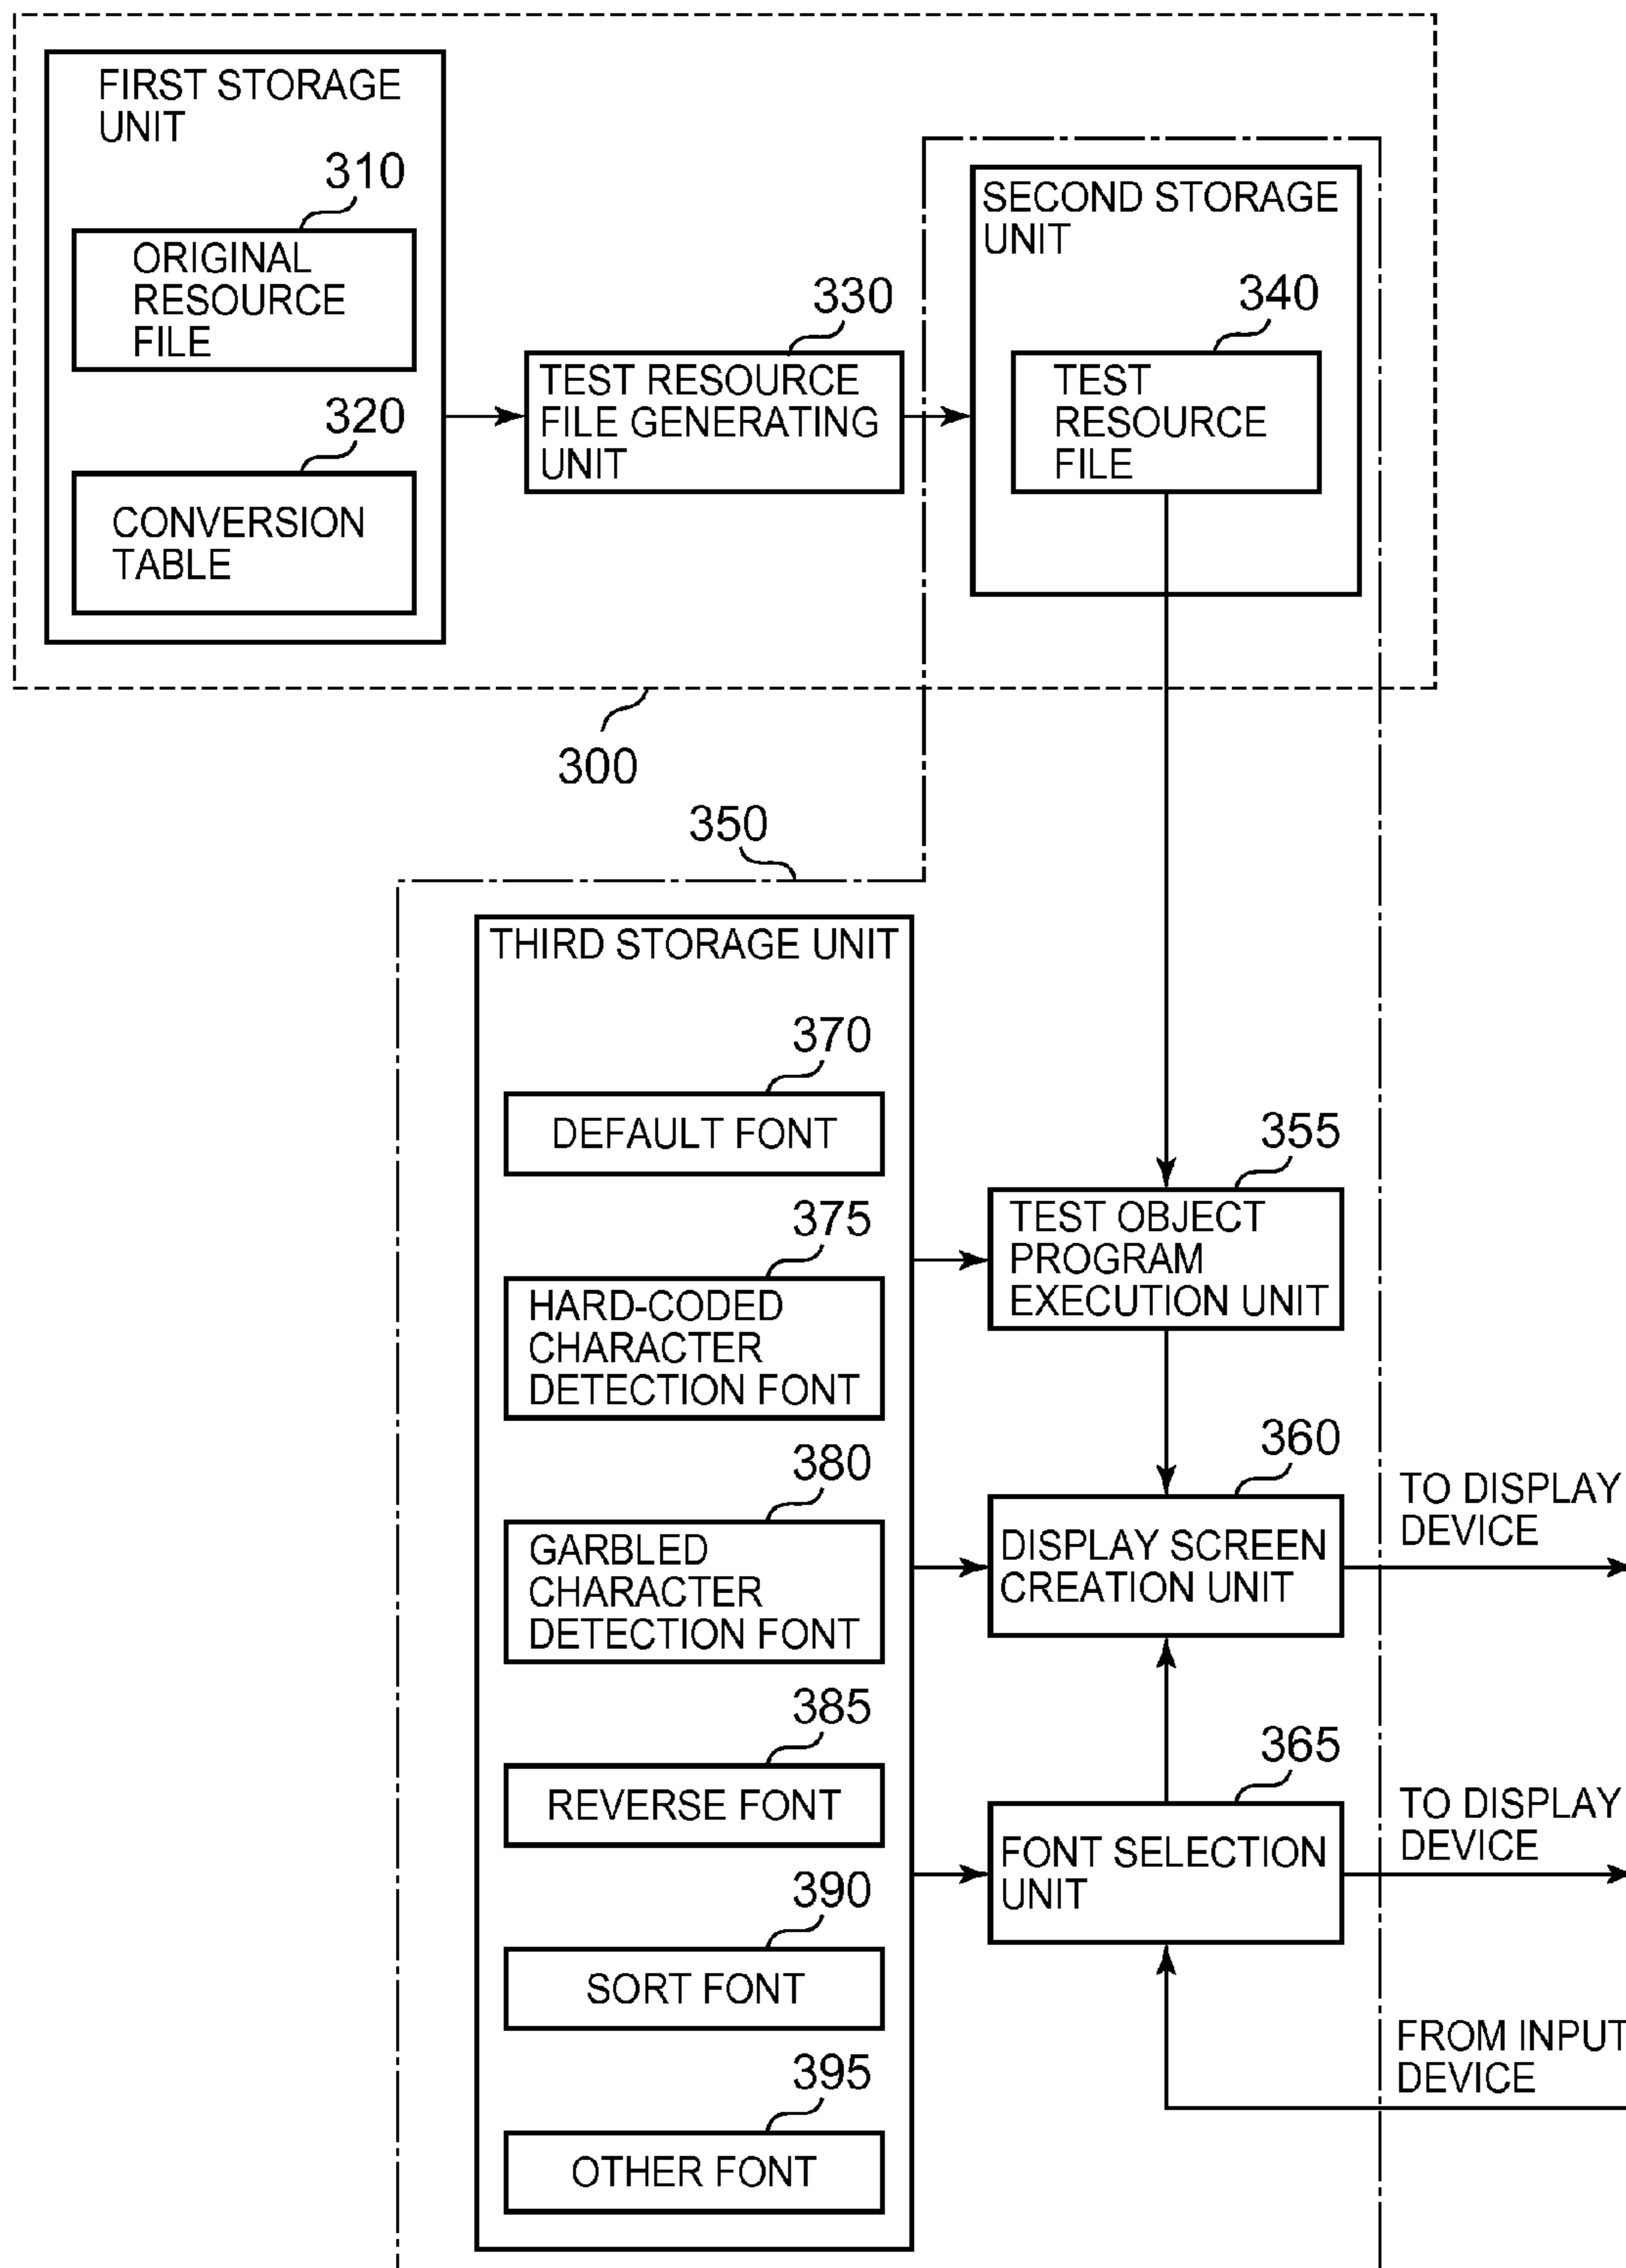 FIRST STORAGE
UNIT
310
ORIGINAL
RESOURCE
FILE
320
CONVERSION
TABLE
330
TEST RESOURCE
FILE GENERATING
UNIT
SECOND STORAGE
UNIT
340
TEST
RESOURCE
FILE
300
350
THIRD STORAGE UNIT
370
DEFAULT FONT
375
HARD-CODED
CHARACTER
DETECTION FONT
380
GARBLED
CHARACTER
DETECTION FONT
385
REVERSE FONT
390
SORT FONT
395
OTHER FONT
355
TEST OBJECT
PROGRAM
EXECUTION UNIT
360
DISPLAY SCREEN
CREATION UNIT
TO DISPLAY
DEVICE
365
FONT SELECTION
UNIT
TO DISPLAY
DEVICE
FROM INPUT
DEVICE